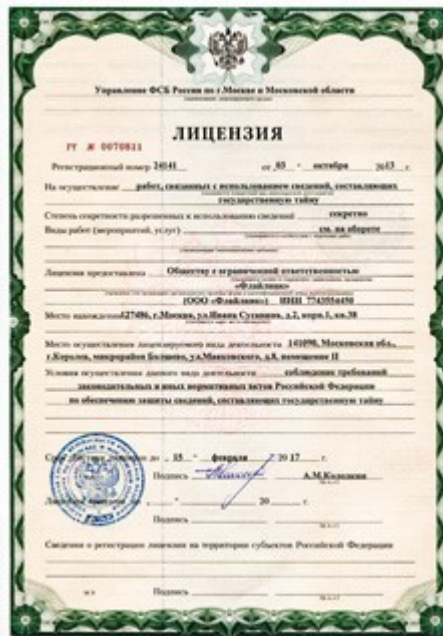 Управление ФСБ России по г.Москве и Московской области
ЛИЦЕНЗИЯ
ГТ № 0070811
Регистрационный номер 24141 от " 03 " октября 2013 г.
На осуществление работ, связанных с использованием сведений, составляющих
государственную тайну
Степень секретности разрешенных к использованию сведений секретно
Виды работ (мероприятий, услуг) см. на обороте
Лицензия предоставлена Обществу с ограниченной ответственностью
«Флайлинк»
(ООО «Флайлинк») ИНН 7743554450
Место нахождения 127486, г.Москва, ул.Ивана Сусанина, д.2, корп.1, кв.38
Место осуществления лицензируемого вида деятельности 141090, Московская обл.,
г.Королев, микрорайон Болшево, ул.Маяковского, д.8, помещение II
Условия осуществления данного вида деятельности соблюдение требований
законодательных и иных нормативных актов Российской Федерации
по обеспечению защиты сведений, составляющих государственную тайну
Срок действия лицензии до " 15 " февраля 2017 г.
Подпись А.М.
" " 20 г.
Подпись
Сведения о регистрации лицензии на территории субъектов Российской Федерации
Подпись